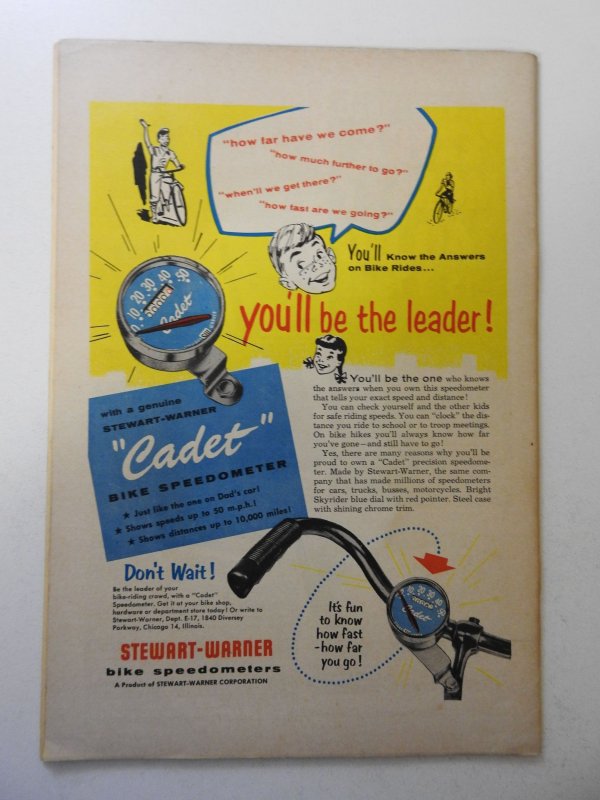 "how far have we come?"
"how much further to go?"
"when'll we get there?"
"how fast are we going?"
You'll Know the Answers
on Bike Rides...
you'll be the leader!
0 10 20 30 40 50
Cadet
with a genuine
STEWART-WARNER
"Cadet"
BIKE SPEEDOMETER
★ Just like the one on Dad's car!
★ Shows speeds up to 50 m.p.h.!
★ Shows distances up to 10,000 miles!
You'll be the one who knows
the answers when you own this speedometer
that tells your exact speed and distance!
You can check yourself and the other kids
for safe riding speeds. You can "clock" the dis-
tance you ride to school or to troop meetings.
On bike hikes you'll always know how far
you've gone—and still have to go!
Yes, there are many reasons why you'll be
proud to own a "Cadet" precision speedome-
ter. Made by Stewart-Warner, the same com-
pany that has made millions of speedometers
for cars, trucks, busses, motorcycles. Bright
Skyrider blue dial with red pointer. Steel case
with shining chrome trim.
Don't Wait!
Be the leader of your
bike-riding crowd, with a "Cadet"
Speedometer. Get it at your bike shop,
hardware or department store today! Or write to
Stewart-Warner, Dept. E-17, 1840 Diversey
Parkway, Chicago 14, Illinois.
STEWART-WARNER
bike speedometers
A Product of STEWART-WARNER CORPORATION
It's fun
to know
how fast
-how far
you go!
Cadet